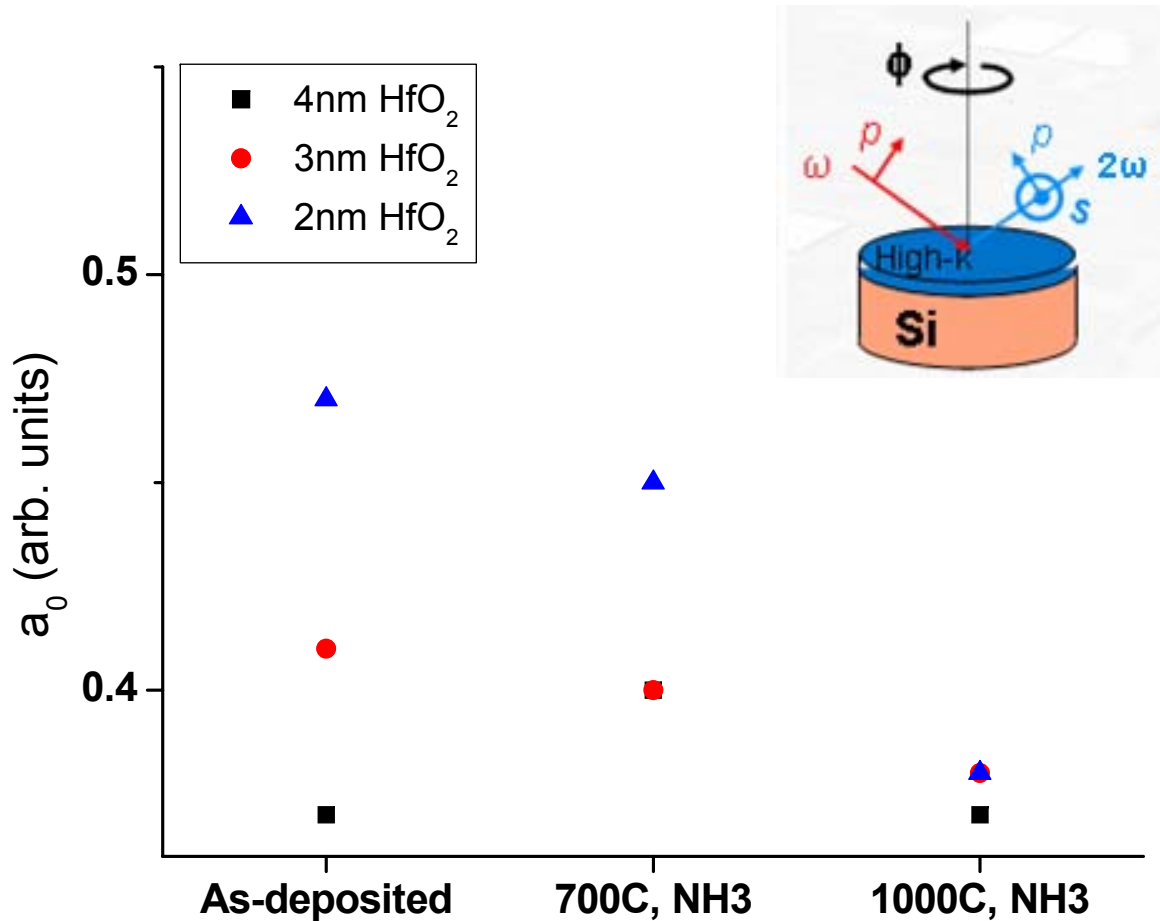 4nm HfO₂
3nm HfO₂
2nm HfO₂
0.5
0.4
a₀ (arb. units)
As-deposited
700C, NH3
1000C, NH3
ϕ
ω
p
p
2ω
s
High-k
Si